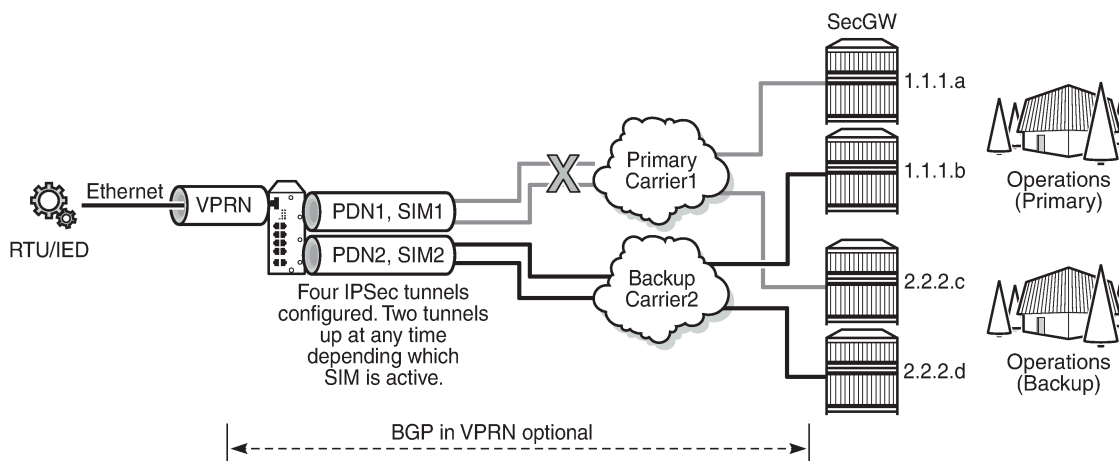 SecGW
1.1.1.a
Primary
Carrier1
X
1.1.1.b
Operations
(Primary)
Ethernet
VPRN
PDN1, SIM1
RTU/IED
PDN2, SIM2
Backup
Carrier2
2.2.2.c
Four IPSec tunnels
configured. Two tunnels
up at any time
depending which
SIM is active.
2.2.2.d
Operations
(Backup)
BGP in VPRN optional